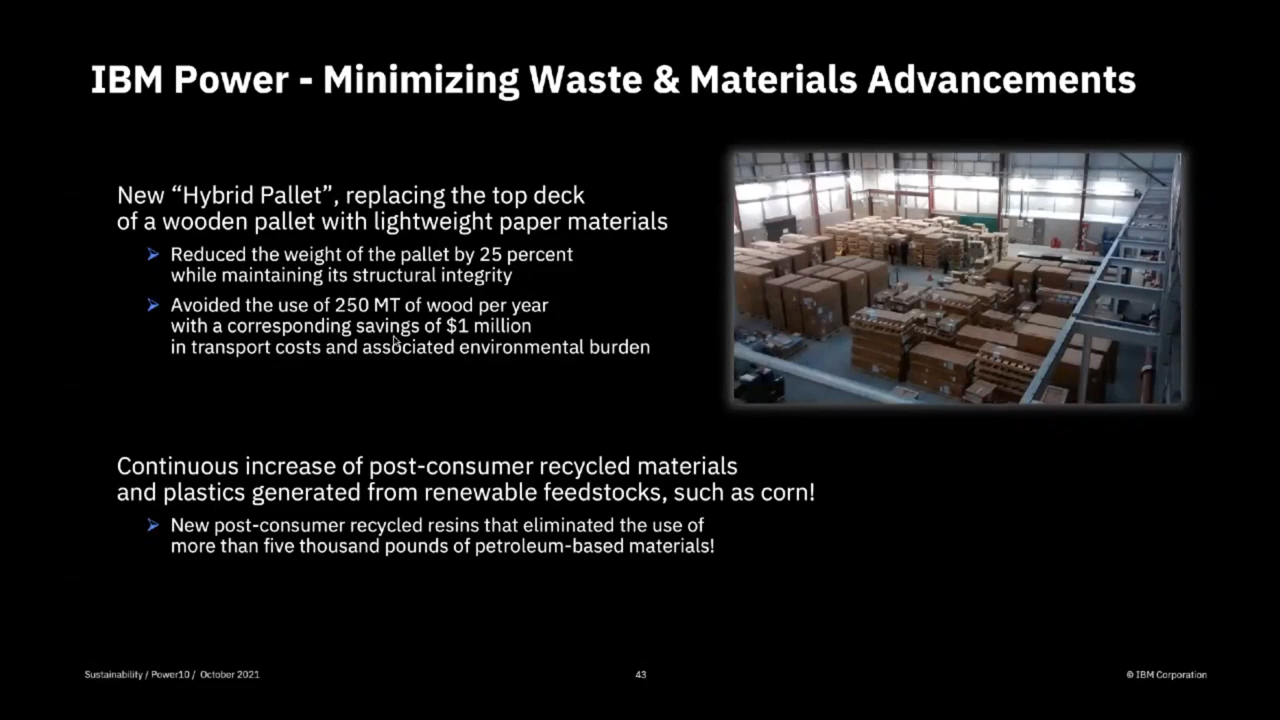 IBM Power - Minimizing Waste & Materials Advancements
New “Hybrid Pallet”, replacing the top deck
of a wooden pallet with lightweight paper materials
Reduced the weight of the pallet by 25 percent
while maintaining its structural integrity
Avoided the use of 250 MT of wood per year
with a corresponding savings of $1 million
in transport costs and associated environmental burden
Continuous increase of post-consumer recycled materials
and plastics generated from renewable feedstocks, such as corn!
New post-consumer recycled resins that eliminated the use of
more than five thousand pounds of petroleum-based materials!
Sustainability / Power10 / October 2021
43
© IBM Corporation